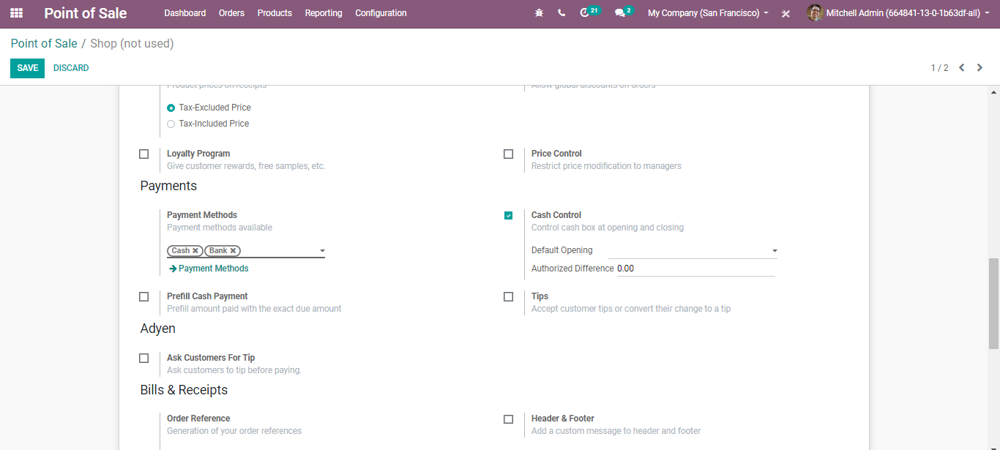 Point of Sale Dashboard Orders Products Reporting Configuration 21 2 My Company (San Francisco) Mitchell Admin (664841-13-0-1b63df-all)
Point of Sale / Shop (not used)
SAVE DISCARD 1 / 2
Product prices on receipts Allow global discounts on orders
Tax-Excluded Price
Tax-Included Price
Loyalty Program Price Control
Give customer rewards, free samples, etc. Restrict price modification to managers
Payments
Payment Methods Cash Control
Payment methods available Control cash box at opening and closing
Cash Bank Default Opening
Payment Methods Authorized Difference 0.00
Prefill Cash Payment Tips
Prefill amount paid with the exact due amount Accept customer tips or convert their change to a tip
Adyen
Ask Customers For Tip
Ask customers to tip before paying.
Bills & Receipts
Order Reference Header & Footer
Generation of your order references Add a custom message to header and footer